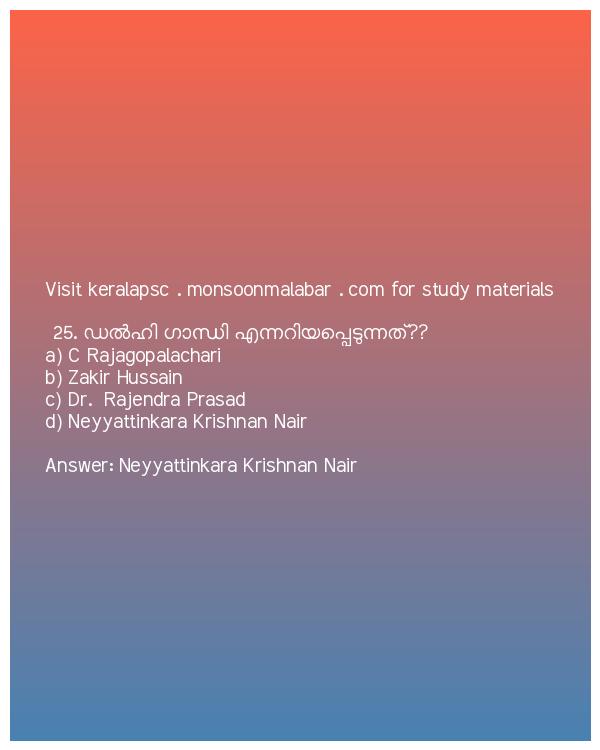 Visit keralapsc . monsoonmalabar . com for study materials
25. ഡൽഹി ഗാന്ധി എന്നറിയപ്പെടുന്നത്??
a) C Rajagopalachari
b) Zakir Hussain
c) Dr. Rajendra Prasad
d) Neyyattinkara Krishnan Nair
Answer: Neyyattinkara Krishnan Nair